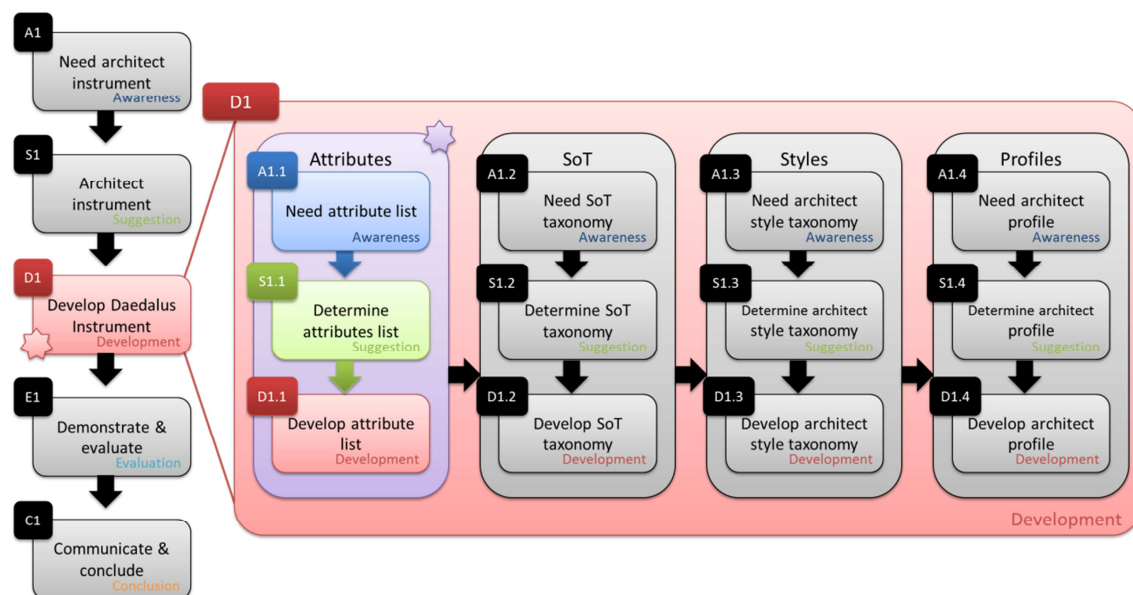 A1
Need architect
instrument
Awareness
S1
Architect
instrument
Suggestion
D1
Develop Daedalus
Instrument
Development
E1
Demonstrate &
evaluate
Evaluation
C1
Communicate &
conclude
Conclusion
D1
Attributes
A1.1
Need attribute list
Awareness
S1.1
Determine
attributes list
Suggestion
D1.1
Develop attribute
list
Development
SoT
A1.2
Need SoT
taxonomy
Awareness
S1.2
Determine SoT
taxonomy
Suggestion
D1.2
Develop SoT
taxonomy
Development
Styles
A1.3
Need architect
style taxonomy
Awareness
S1.3
Determine architect
style taxonomy
Suggestion
D1.3
Develop architect
style taxonomy
Development
Profiles
A1.4
Need architect
profile
Awareness
S1.4
Determine architect
profile
Suggestion
D1.4
Develop architect
profile
Development
Development